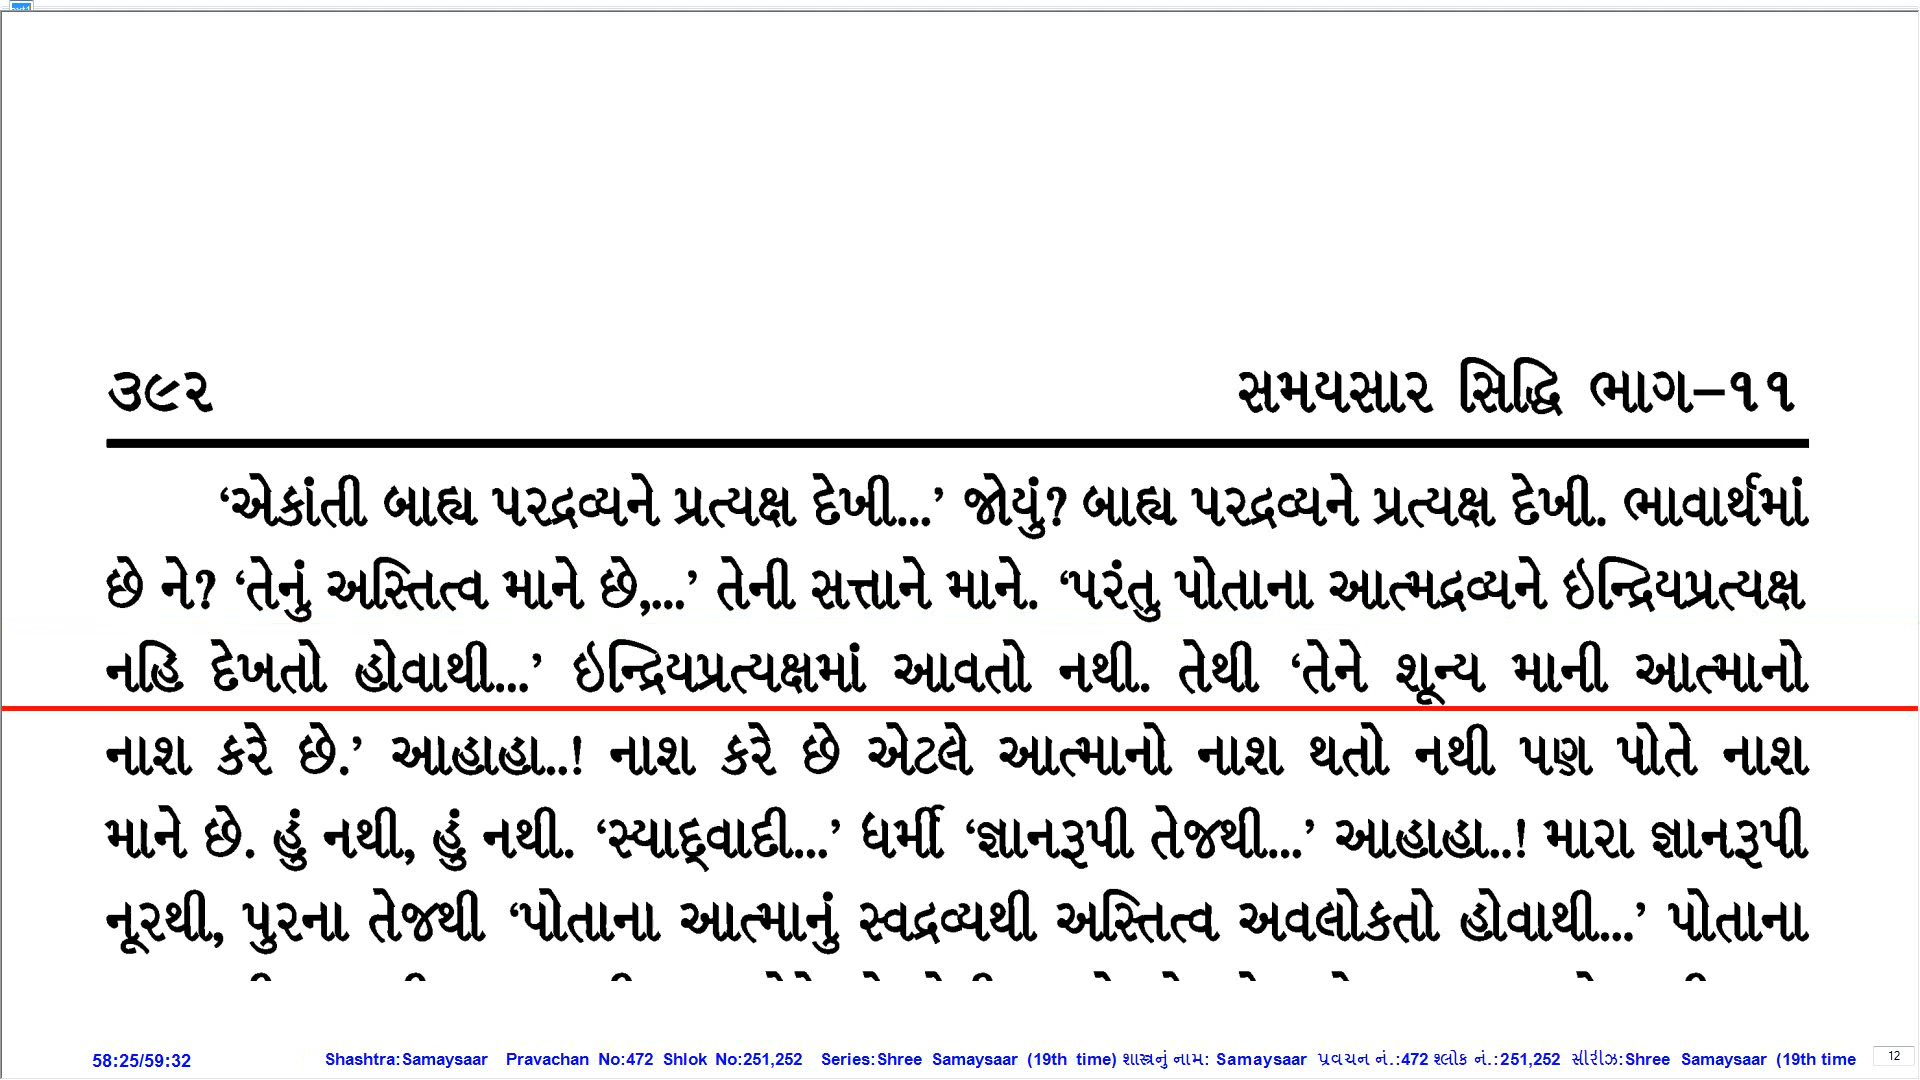 ૩૯૨ સમયસાર સિદ્ધિ ભાગ–૧૧
‘એકાંતી બાહ્ય પરદ્રવ્યને પ્રત્યક્ષ દેખી...’ જોયું? બાહ્ય પરદ્રવ્યને પ્રત્યક્ષ દેખી. ભાવાર્થમાં
છે ને? ‘તેનું અસ્તિત્વ માને છે,...’ તેની સત્તાને માને. ‘પરંતુ પોતાના આત્મદ્રવ્યને ઇન્દ્રિયપ્રત્યક્ષ
નહિ દેખતો હોવાથી...’ ઇન્દ્રિયપ્રત્યક્ષમાં આવતો નથી. તેથી ‘તેને શૂન્ય માની આત્માનો
નાશ કરે છે.’ આહાહા..! નાશ કરે છે એટલે આત્માનો નાશ થતો નથી પણ પોતે નાશ
માને છે. હું નથી, હું નથી. ‘સ્યાદ્‌વાદી...’ ધર્મી ‘જ્ઞાનરૂપી તેજથી...’ આહાહા..! મારા જ્ઞાનરૂપી
નૂરથી, પુરના તેજથી ‘પોતાના આત્માનું સ્વદ્રવ્યથી અસ્તિત્વ અવલોકતો હોવાથી...’ પોતાના
58:25/59:32 Shashtra:Samaysaar Pravachan No:472 Shlok No:251,252 Series:Shree Samaysaar (19th time) શાસ્ત્રનું નામ: Samaysaar પ્રવચન નં.:472 શ્લોક નં.:251,252 સીરીઝ:Shree Samaysaar (19th time 12